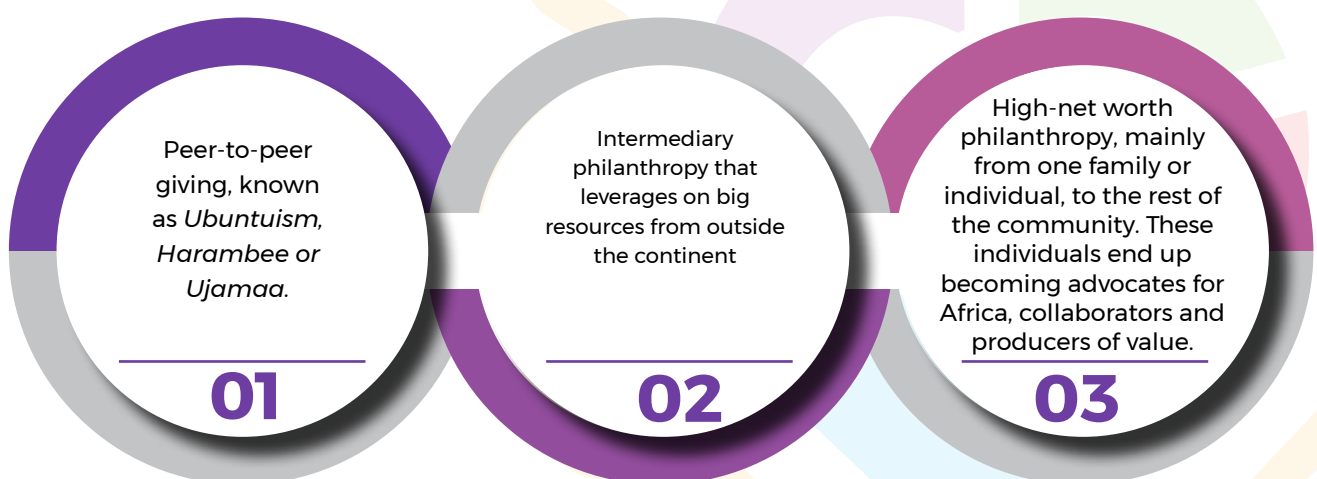 Peer-to-peer
giving, known
as Ubuntuism,
Harambee or
Ujamaa.
01
Intermediary
philanthropy that
leverages on big
resources from outside
the continent
02
High-net worth
philanthropy, mainly
from one family or
individual, to the rest of
the community. These
individuals end up
becoming advocates for
Africa, collaborators and
producers of value.
03